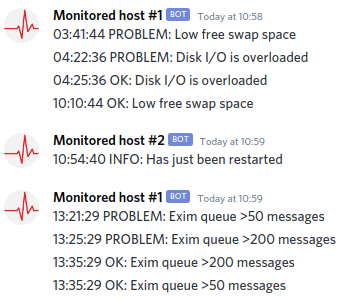 Monitored host #1 BOT Today at 10:58
03:41:44 PROBLEM: Low free swap space
04:22:36 PROBLEM: Disk I/O is overloaded
04:25:36 OK: Disk I/O is overloaded
10:10:44 OK: Low free swap space
Monitored host #2 BOT Today at 10:59
10:54:40 INFO: Has just been restarted
Monitored host #1 BOT Today at 10:59
13:21:29 PROBLEM: Exim queue >50 messages
13:25:29 PROBLEM: Exim queue >200 messages
13:35:29 OK: Exim queue >200 messages
13:35:29 OK: Exim queue >50 messages